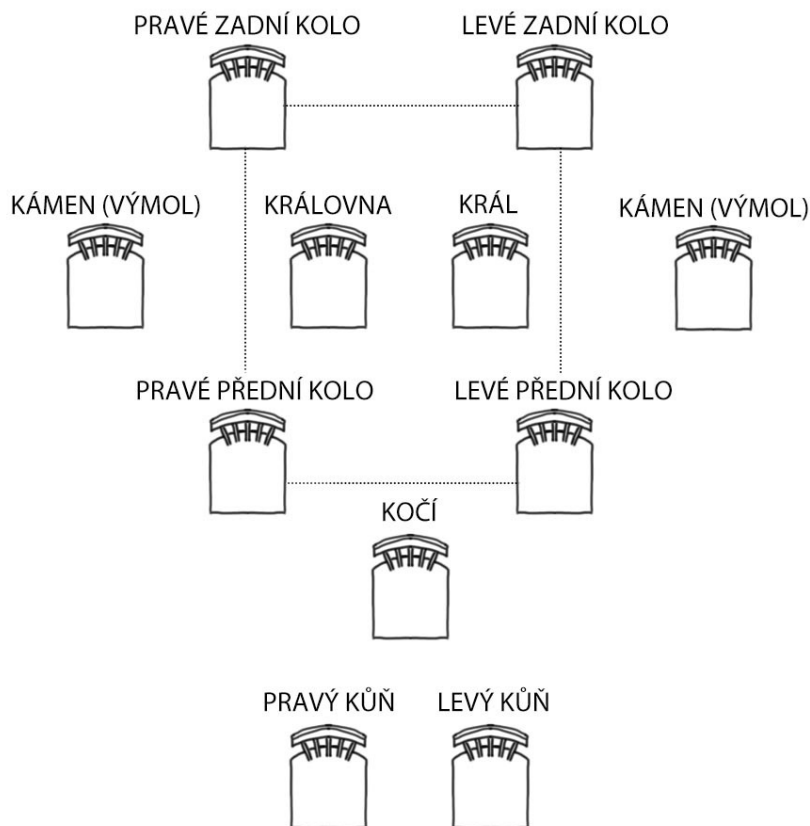 PRAVÉ ZADNÍ KOLO LEVÉ ZADNÍ KOLO
KÁMEN (VÝMOL) KRÁLOVNA KRÁL KÁMEN (VÝMOL)
PRAVÉ PŘEDNÍ KOLO LEVÉ PŘEDNÍ KOLO
KOČÍ
PRAVÝ KŮŇ LEVÝ KŮŇ